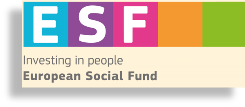 ESF
Investing in people
European Social Fund